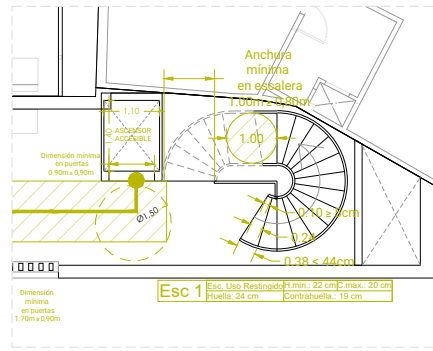 Anchura
mínima
en escalera
1.00m ≥ 0,80m
1,10
1,40
ASCENSOR
ACCESIBLE
1.00
Dimensión mínima
en puertas
0.90m ≥ 0,90m
Ø1,50
0.10 ≥ 5cm
0.24
0.38 < 44cm
Dimensión
mínima
en puertas
1.70m ≥ 0,90m
Esc 1
Esc. Uso Restingido
H.min.: 22 cm
C.max.: 20 cm
Huella: 24 cm
Contrahuella.: 19 cm